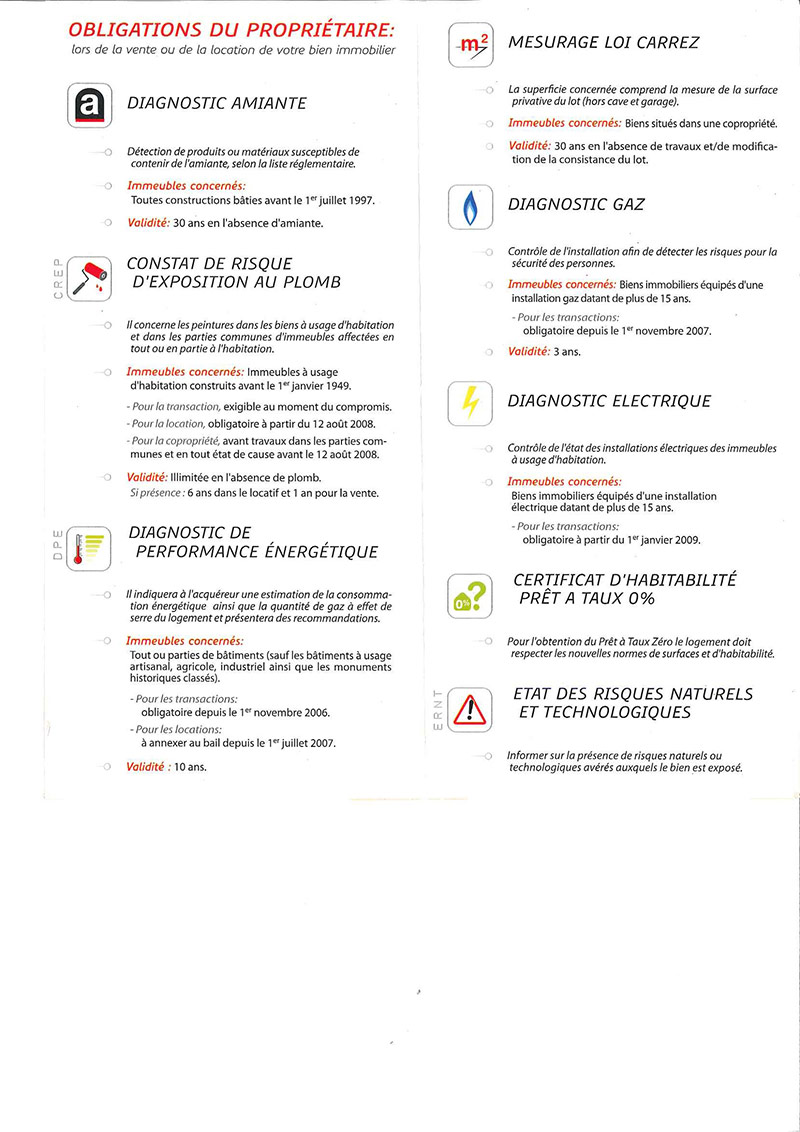 OBLIGATIONS DU PROPRIÉTAIRE:
lors de la vente ou de la location de votre bien immobilier
a
DIAGNOSTIC AMIANTE
Détection de produits ou matériaux susceptibles de
contenir de l'amiante, selon la liste réglementaire.
Immeubles concernés:
Toutes constructions bâties avant le 1er juillet 1997.
Validité: 30 ans en l'absence d'amiante.
CREP
CONSTAT DE RISQUE
D'EXPOSITION AU PLOMB
Il concerne les peintures dans les biens à usage d'habitation
et dans les parties communes d'immeubles affectées en
tout ou en partie à l'habitation.
Immeubles concernés: Immeubles à usage
d'habitation construits avant le 1er janvier 1949.
- Pour la transaction, exigible au moment du compromis.
- Pour la location, obligatoire à partir du 12 août 2008.
- Pour la copropriété, avant travaux dans les parties com-
munes et en tout état de cause avant le 12 août 2008.
Validité: Illimitée en l'absence de plomb.
Si présence : 6 ans dans le locatif et 1 an pour la vente.
DPE
DIAGNOSTIC DE
PERFORMANCE ÉNERGÉTIQUE
Il indiquera à l'acquéreur une estimation de la consomma-
tion énergétique ainsi que la quantité de gaz à effet de
serre du logement et présentera des recommandations.
Immeubles concernés:
Tout ou parties de bâtiments (sauf les bâtiments à usage
artisanal, agricole, industriel ainsi que les monuments
historiques classés).
- Pour les transactions:
obligatoire depuis le 1er novembre 2006.
- Pour les locations:
à annexer au bail depuis le 1er juillet 2007.
Validité : 10 ans.
m2
MESURAGE LOI CARREZ
La superficie concernée comprend la mesure de la surface
privative du lot (hors cave et garage).
Immeubles concernés: Biens situés dans une copropriété.
Validité: 30 ans en l'absence de travaux et/de modifica-
tion de la consistance du lot.
DIAGNOSTIC GAZ
Contrôle de l'installation afin de détecter les risques pour la
sécurité des personnes.
Immeubles concernés: Biens immobiliers équipés d'une
installation gaz datant de plus de 15 ans.
- Pour les transactions:
obligatoire depuis le 1er novembre 2007.
Validité: 3 ans.
DIAGNOSTIC ELECTRIQUE
Contrôle de l'état des installations électriques des immeubles
à usage d'habitation.
Immeubles concernés:
Biens immobiliers équipés d'une installation
électrique datant de plus de 15 ans.
- Pour les transactions:
obligatoire à partir du 1er janvier 2009.
0%?
CERTIFICAT D'HABITABILITÉ
PRÊT A TAUX 0%
Pour l'obtention du Prêt à Taux Zéro le logement doit
respecter les nouvelles normes de surfaces et d'habitabilité.
ERNT
ETAT DES RISQUES NATURELS
ET TECHNOLOGIQUES
Informer sur la présence de risques naturels ou
technologiques avérés auxquels le bien est exposé.